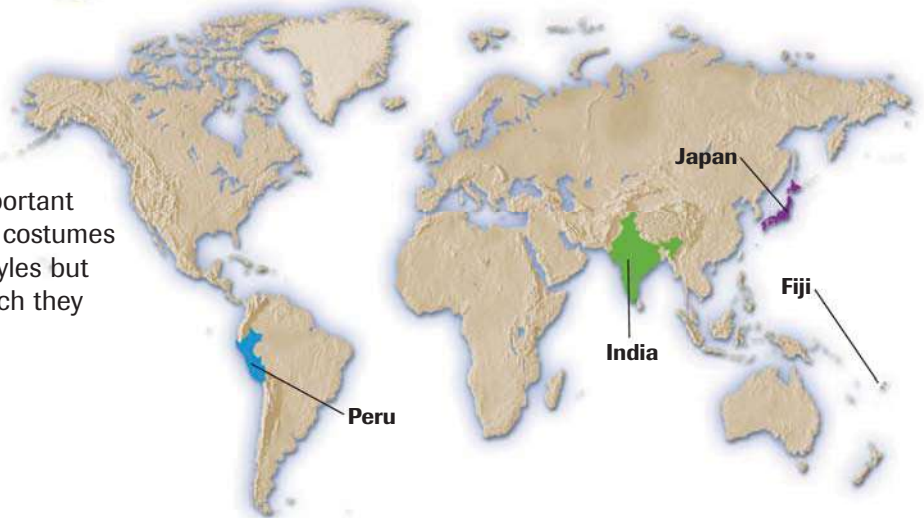 portant
costumes
yles but
ch they
Japan
Fiji
India
Peru